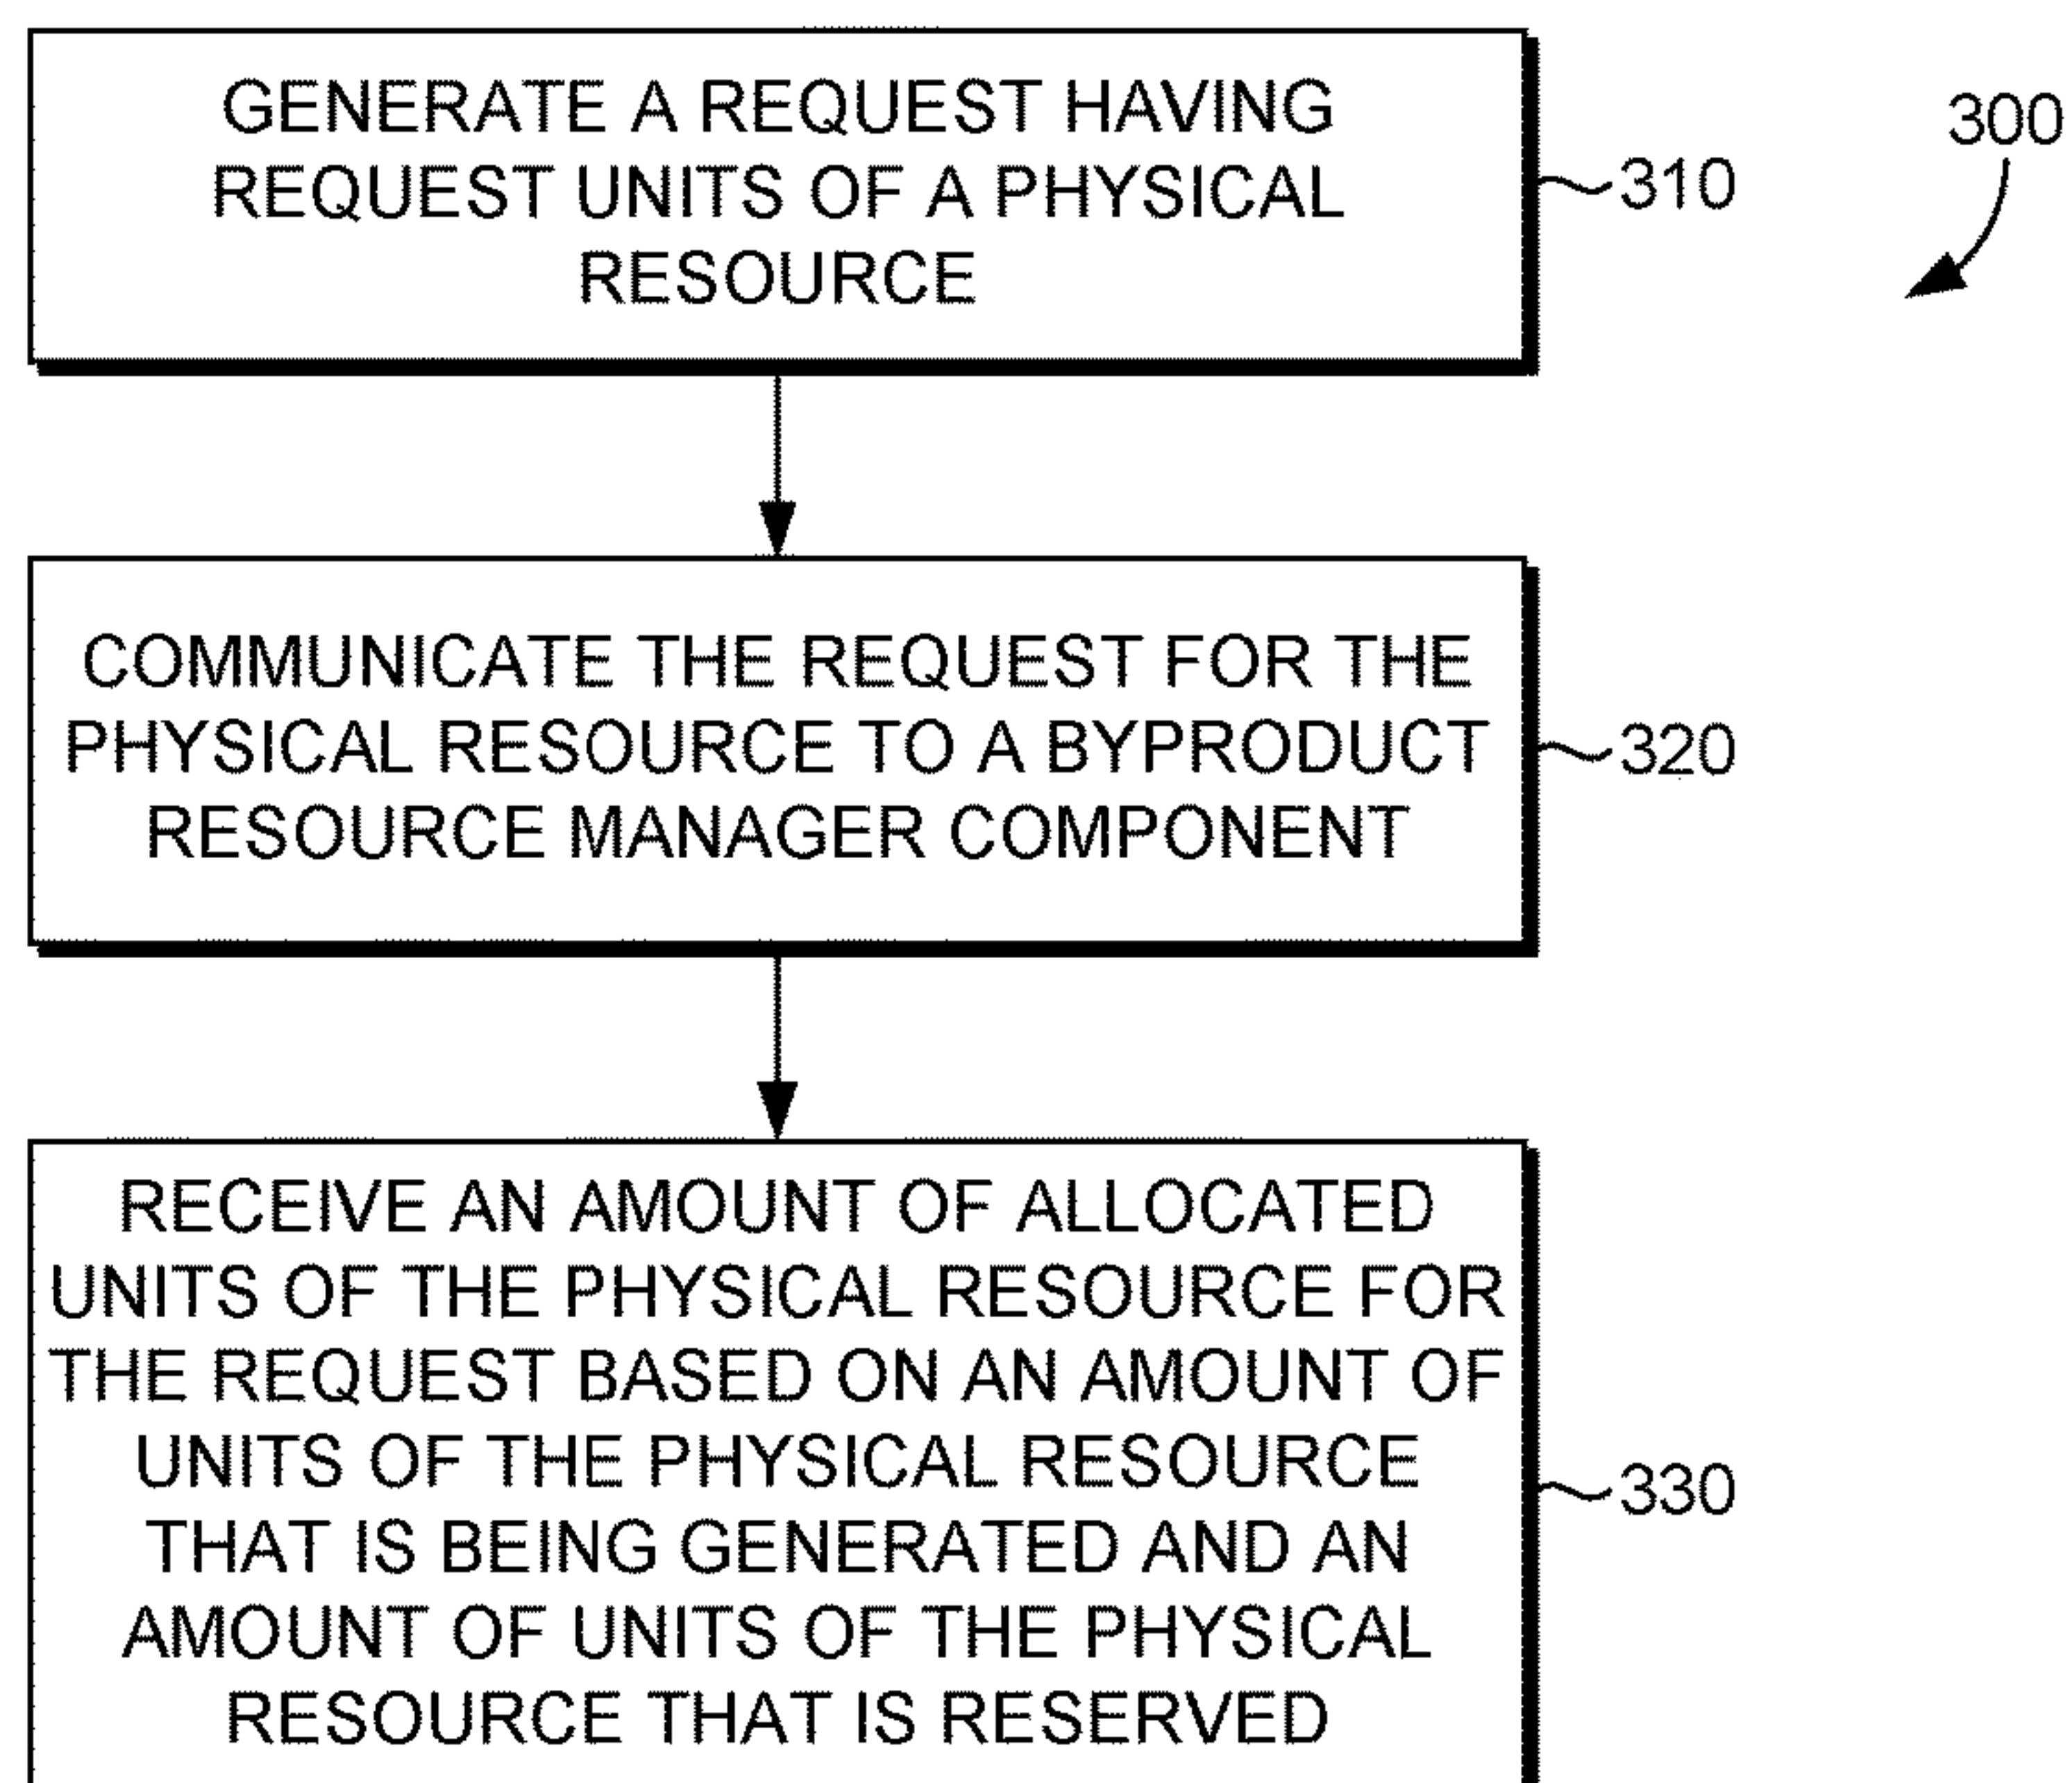 GENERATE A REQUEST HAVING
REQUEST UNITS OF A PHYSICAL
RESOURCE
310
300
COMMUNICATE THE REQUEST FOR THE
PHYSICAL RESOURCE TO A BYPRODUCT
RESOURCE MANAGER COMPONENT
320
RECEIVE AN AMOUNT OF ALLOCATED
UNITS OF THE PHYSICAL RESOURCE FOR
THE REQUEST BASED ON AN AMOUNT OF
UNITS OF THE PHYSICAL RESOURCE
THAT IS BEING GENERATED AND AN
AMOUNT OF UNITS OF THE PHYSICAL
RESOURCE THAT IS RESERVED
330